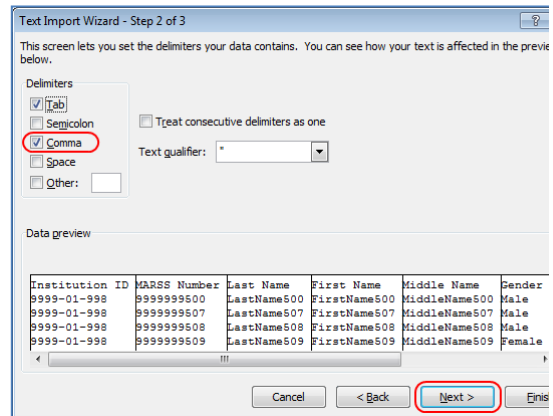 Text Import Wizard - Step 2 of 3
?
This screen lets you set the delimiters your data contains. You can see how your text is affected in the previe
below.
Delimiters
Tab
Semicolon
Treat consecutive delimiters as one
Comma
Text qualifier: "
Space
Other:
Data preview
Institution ID MARSS Number Last Name First Name Middle Name Gender
9999-01-998 9999999500 LastName500 FirstName500 MiddleName500 Male
9999-01-998 9999999507 LastName507 FirstName507 MiddleName507 Male
9999-01-998 9999999508 LastName508 FirstName508 MiddleName508 Male
9999-01-998 9999999509 LastName509 FirstName509 MiddleName509 Female
Cancel < Back Next > Finis